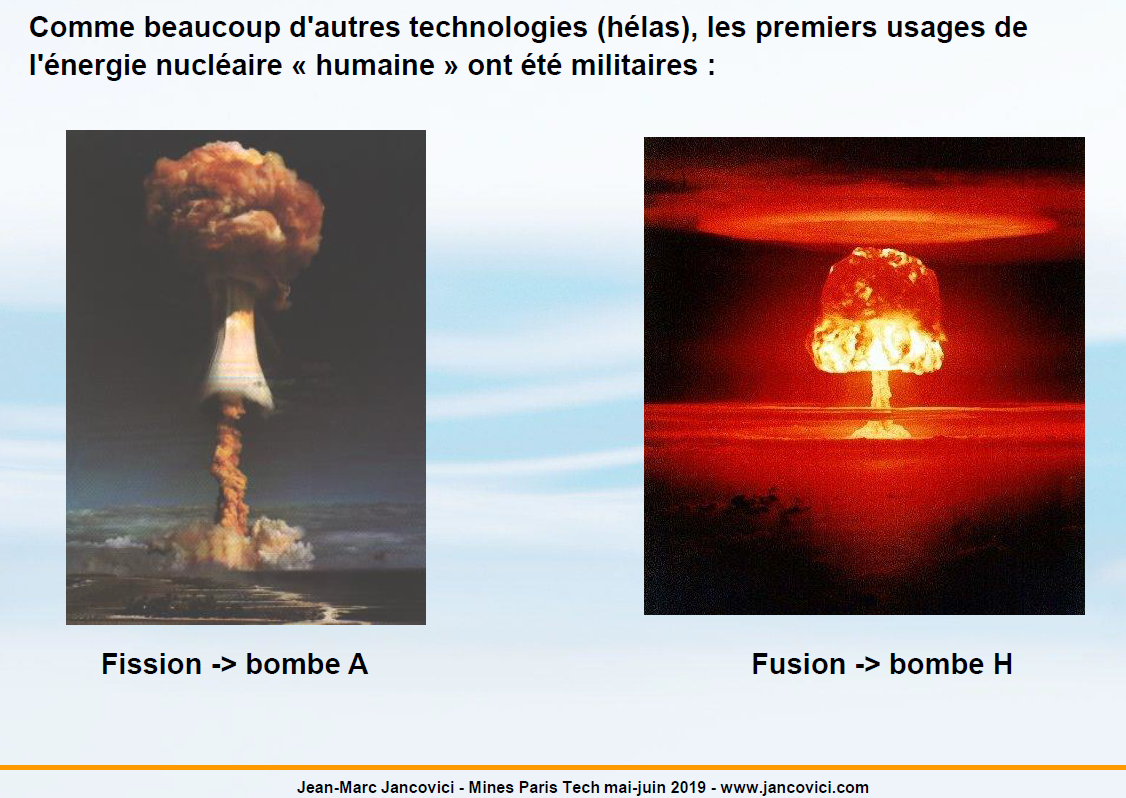 Comme beaucoup d'autres technologies (hélas), les premiers usages de
l'énergie nucléaire « humaine » ont été militaires :
Fission -> bombe A
Fusion -> bombe H
Jean-Marc Jancovici - Mines Paris Tech mai-juin 2019 - www.jancovici.com